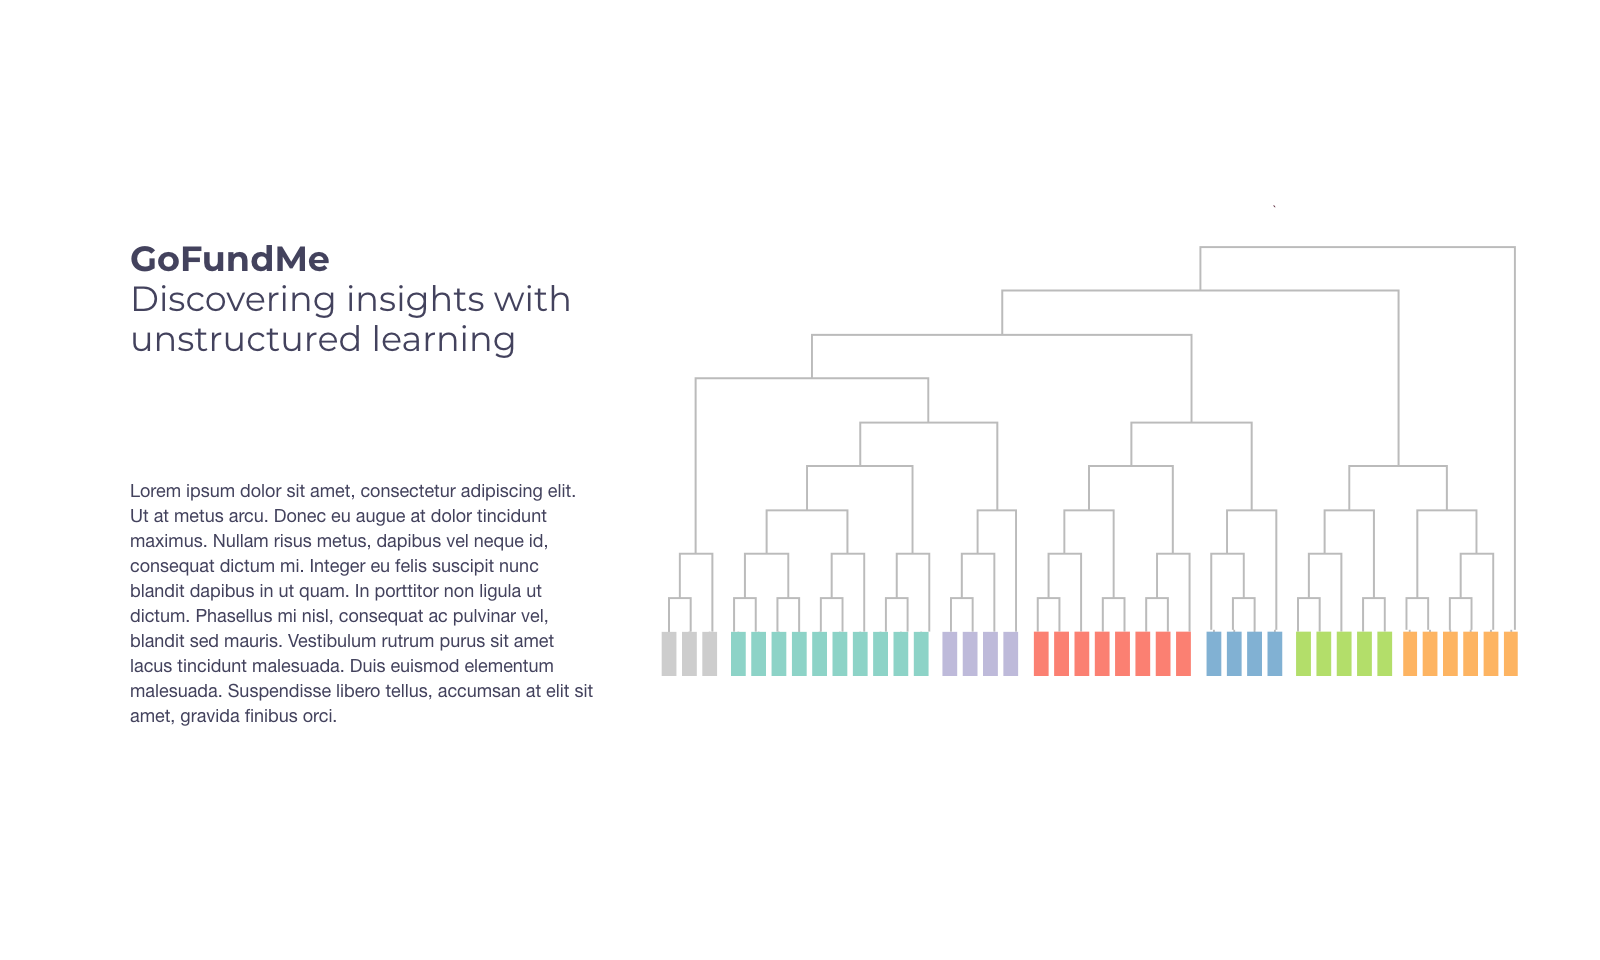 GoFundMe
Discovering insights with
unstructured learning
Lorem ipsum dolor sit amet, consectetur adipiscing elit.
Ut at metus arcu. Donec eu augue at dolor tincidunt
maximus. Nullam risus metus, dapibus vel neque id,
consequat dictum mi. Integer eu felis suscipit nunc
blandit dapibus in ut quam. In porttitor non ligula ut
dictum. Phasellus mi nisl, consequat ac pulvinar vel,
blandit sed mauris. Vestibulum rutrum purus sit amet
lacus tincidunt malesuada. Duis euismod elementum
malesuada. Suspendisse libero tellus, accumsan at elit sit
amet, gravida finibus orci.